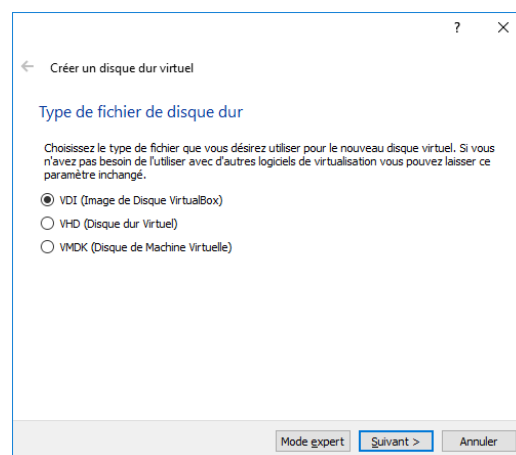 ?
Créer un disque dur virtuel
Type de fichier de disque dur
Choisissez le type de fichier que vous désirez utiliser pour le nouveau disque virtuel. Si vous
n'avez pas besoin de l'utiliser avec d'autres logiciels de virtualisation vous pouvez laisser ce
paramètre inchangé.
VDI (Image de Disque VirtualBox)
VHD (Disque dur Virtuel)
VMDK (Disque de Machine Virtuelle)
Mode expert Suivant > Annuler